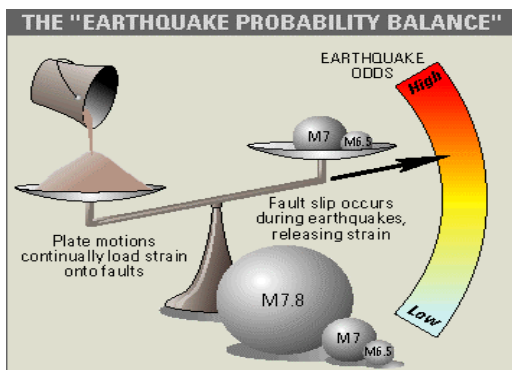 THE "EARTHQUAKE PROBABILITY BALANCE"
EARTHQUAKE
ODDS
High
M7
M6.5
Fault slip occurs
during earthquakes,
releasing strain
Plate motions
continually load strain
onto faults
M7.8
Low
M7
M6.5